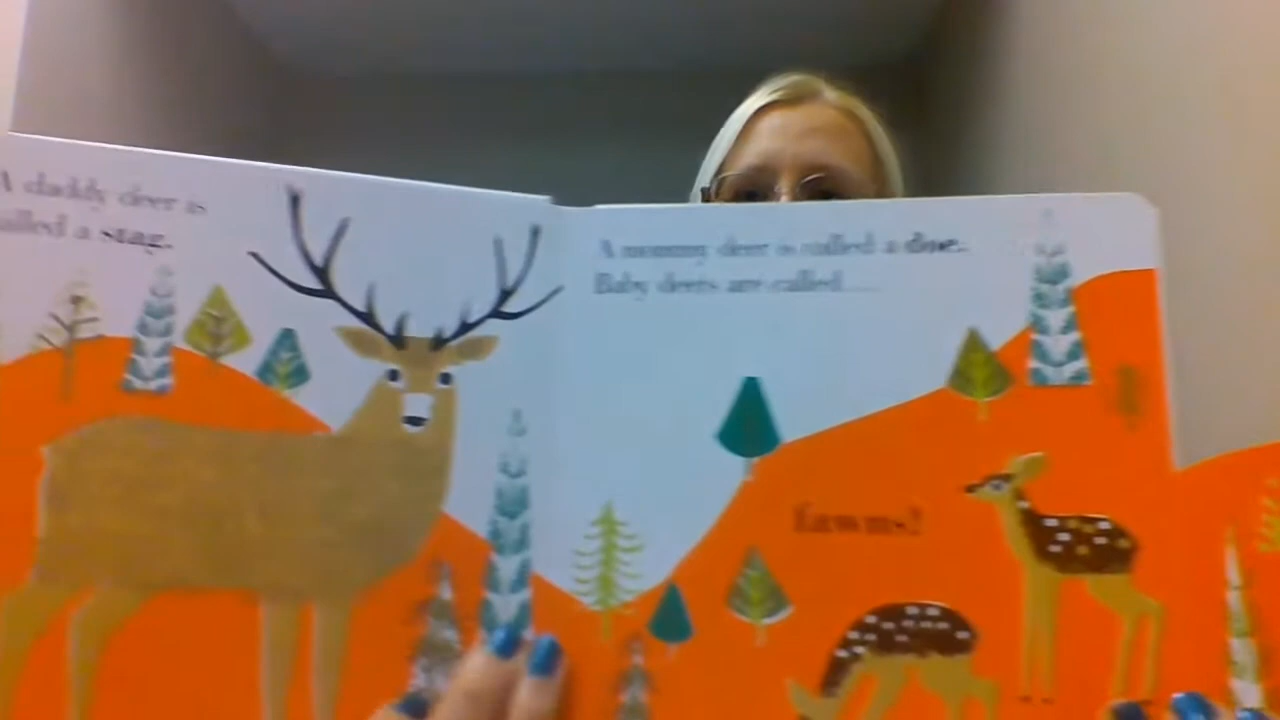 A daddy deer is
called a stag.
A mommy deer is called a doe.
Baby deers are called.....
fawns!